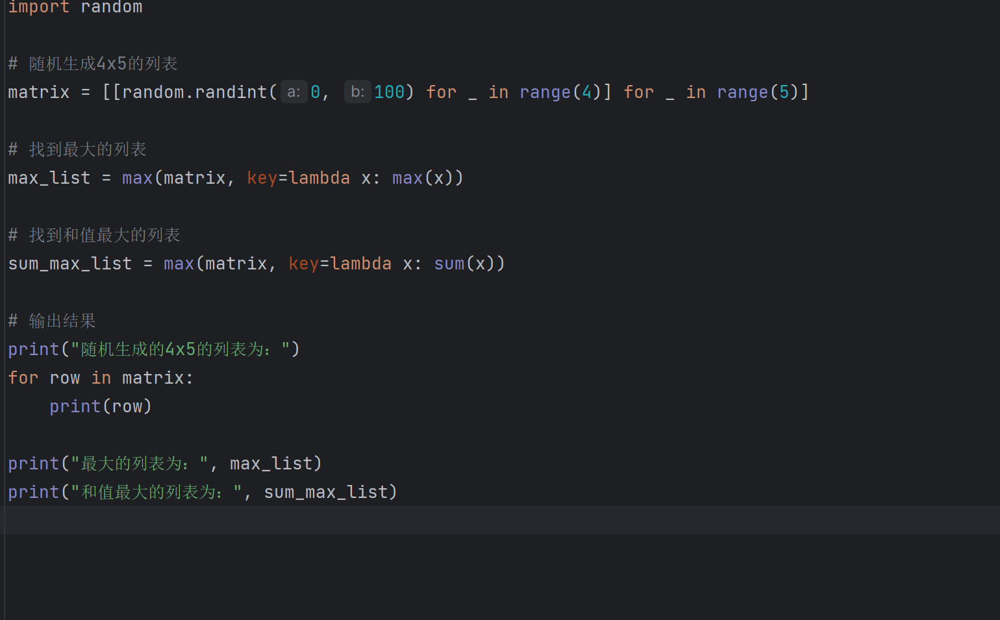 import random
# 随机生成4x5的列表
matrix = [[random.randint(a: 0, b: 100) for _ in range(4)] for _ in range(5)]
# 找到最大的列表
max_list = max(matrix, key=lambda x: max(x))
# 找到和值最大的列表
sum_max_list = max(matrix, key=lambda x: sum(x))
# 输出结果
print("随机生成的4x5的列表为：")
for row in matrix:
    print(row)
print("最大的列表为：", max_list)
print("和值最大的列表为：", sum_max_list)